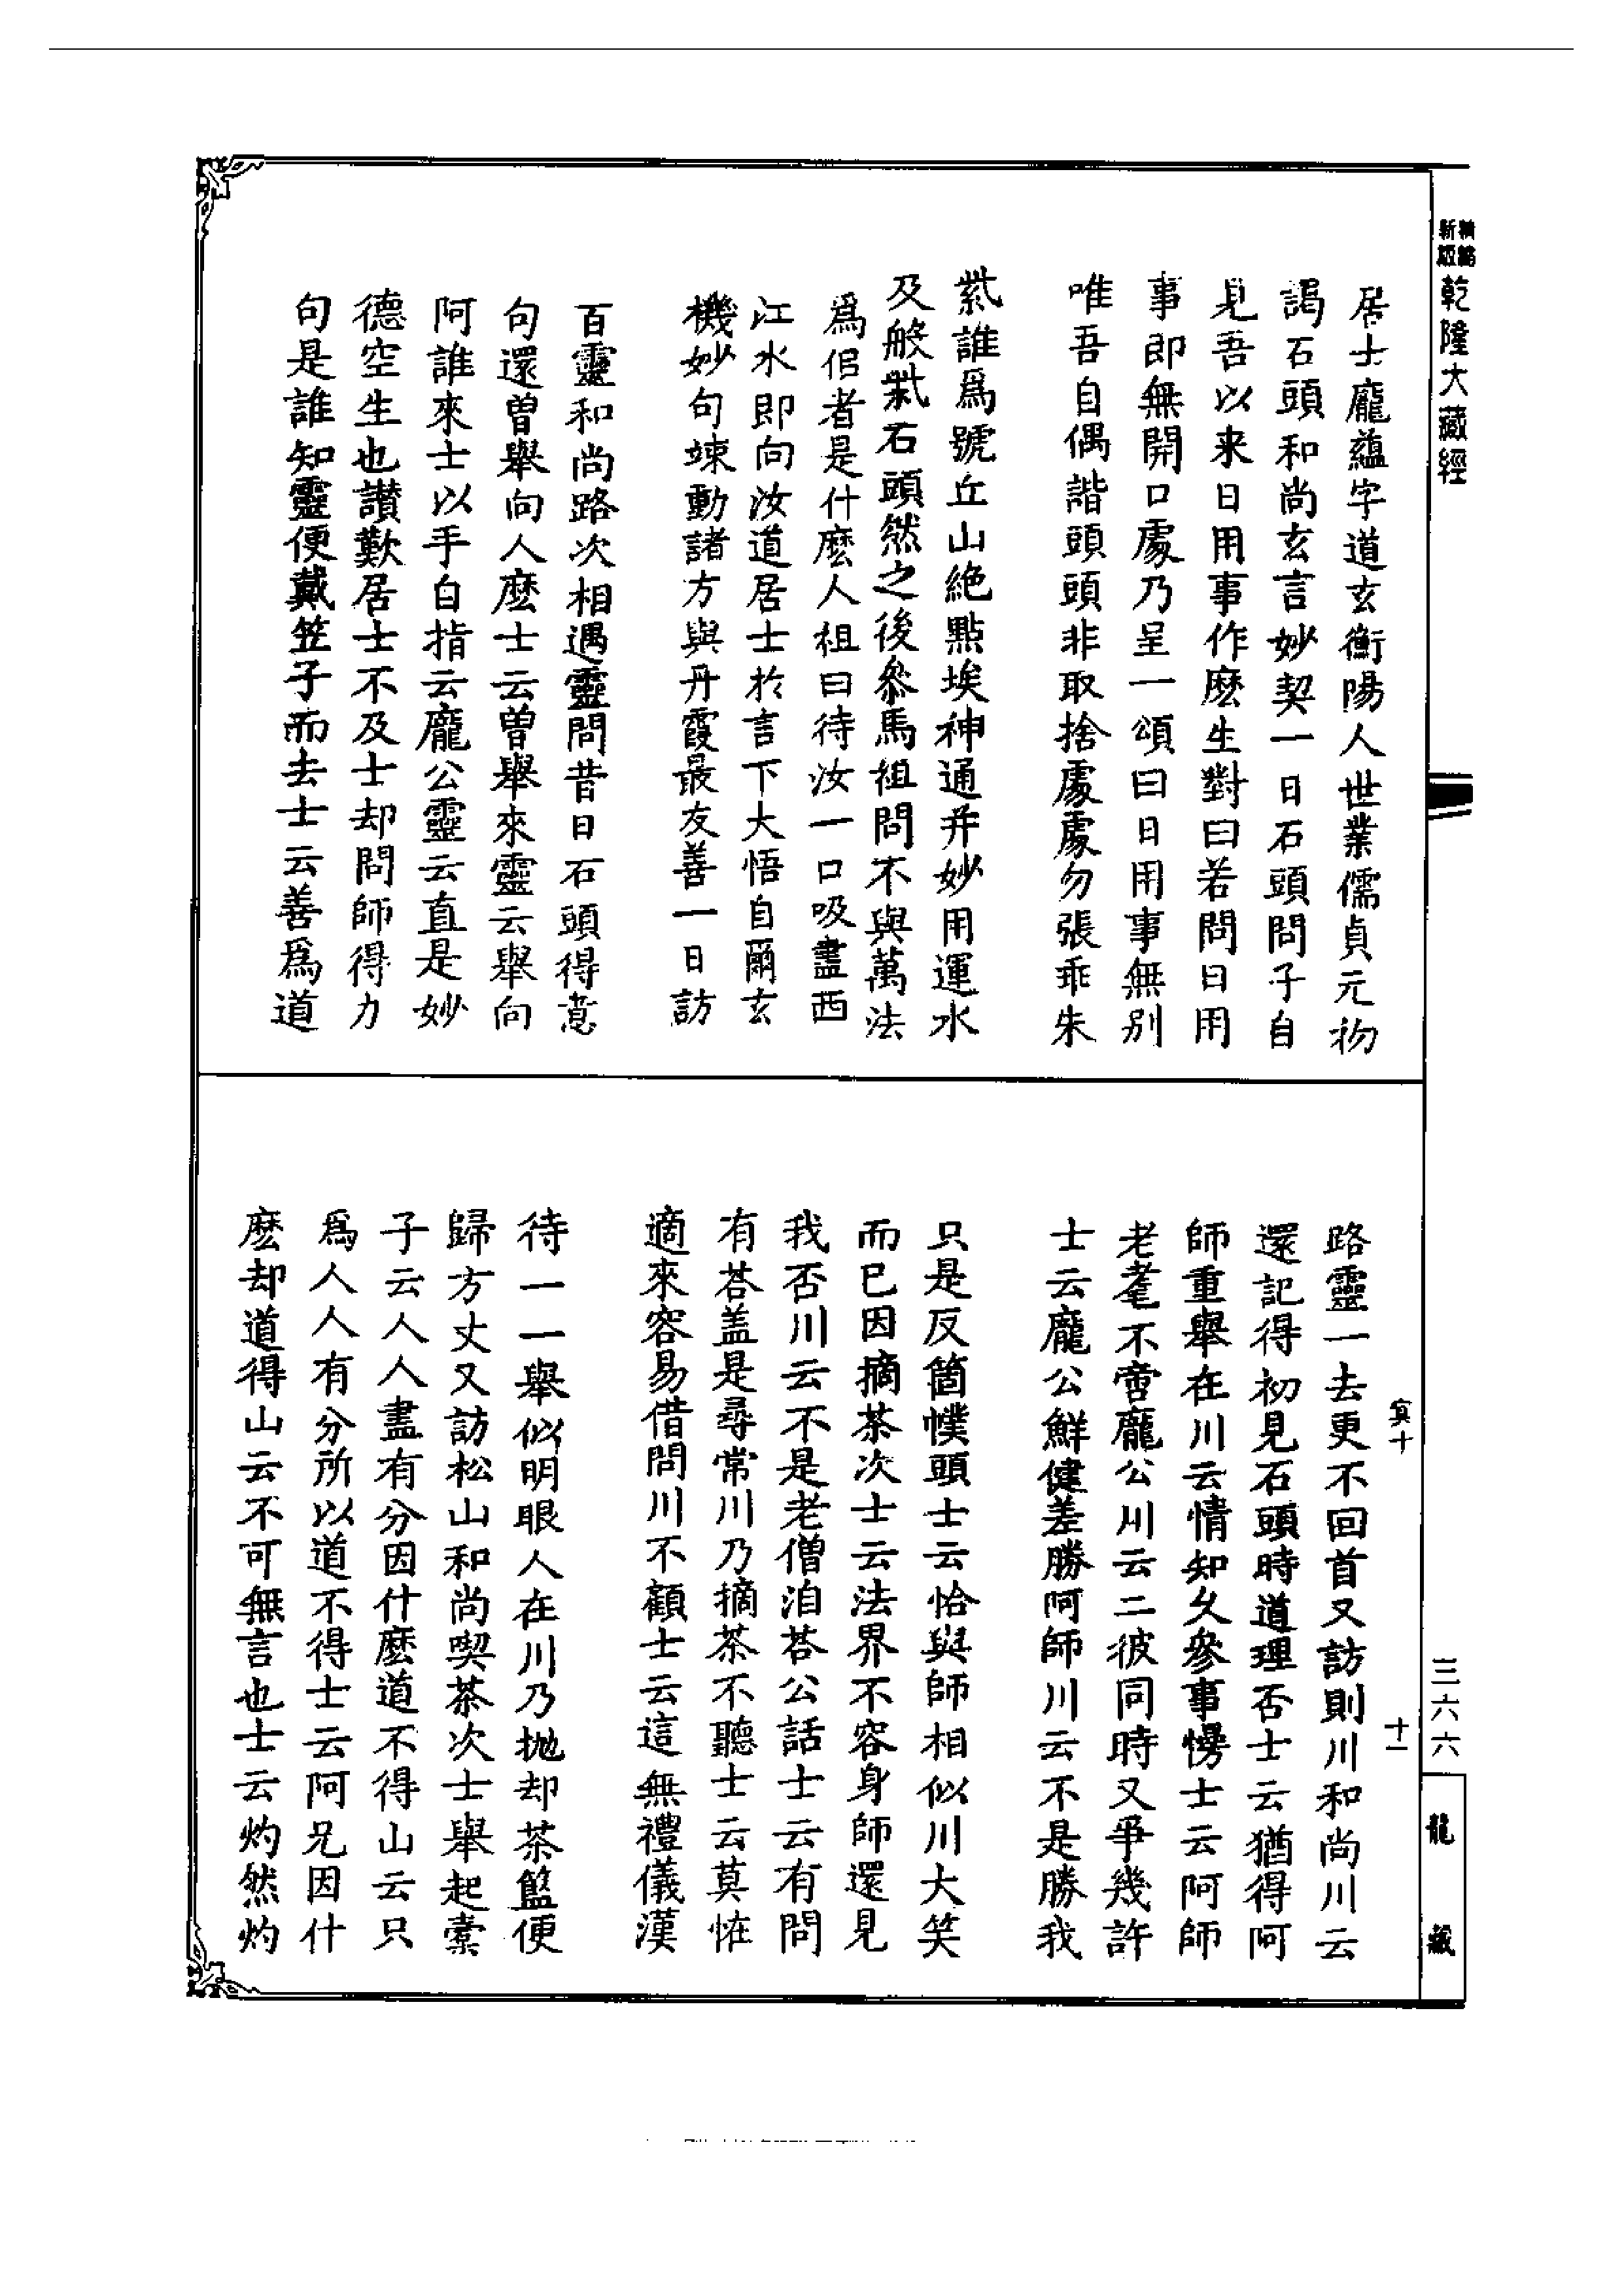 精縮
新版
乾隆大藏經
居士龐蘊字道玄衡陽人世業儒貞元初
謁石頭和尚玄言妙契一日石頭問子自
見吾以来日用事作麽生對曰若問日用
事即無開口處乃呈一頌曰日用事無别
唯吾自偶諧頭頭非取捨處處勿張乖朱
紫誰爲號丘山絶點埃神通并妙用運水
及般柴石頭然之後叅馬祖問不與萬法
爲侣者是什麽人祖曰待汝一口吸盡西
江水即向汝道居士於言下大悟自爾玄
機妙句竦動諸方與丹霞最友善一日訪
百靈和尚路次相遇靈問昔日石頭得意
句還曾舉向人麽士云曾舉來靈云舉向
阿誰來士以手自指云龐公靈云直是妙
德空生也讃歎居士不及士却問師得力
句是誰知靈便戴笠子而去士云善爲道
寘十
十一
路靈一去更不回首又訪則川和尚川云
還記得初見石頭時道理否士云猶得阿
師重舉在川云情知久參事慢士云阿師
老耄不啻龐公川云二彼同時又爭幾許
士云龐公鮮健差勝阿師川云不是勝我
只是反箇幞頭士云恰與師相似川大笑
而已因摘茶次士云法界不容身師還見
我否川云不是老僧洎荅公話士云有問
有荅盖是尋常川乃摘茶不聽士云莫恠
適來容易借問川不顧士云這無禮儀漢
待一一舉似明眼人在川乃抛却茶籃便
歸方丈又訪松山和尚喫茶次士舉起橐
子云人人盡有分因什麽道不得山云只
爲人人有分所以道不得士云阿兄因什
麽却道得山云不可無言也士云灼然灼
三六六
龍藏